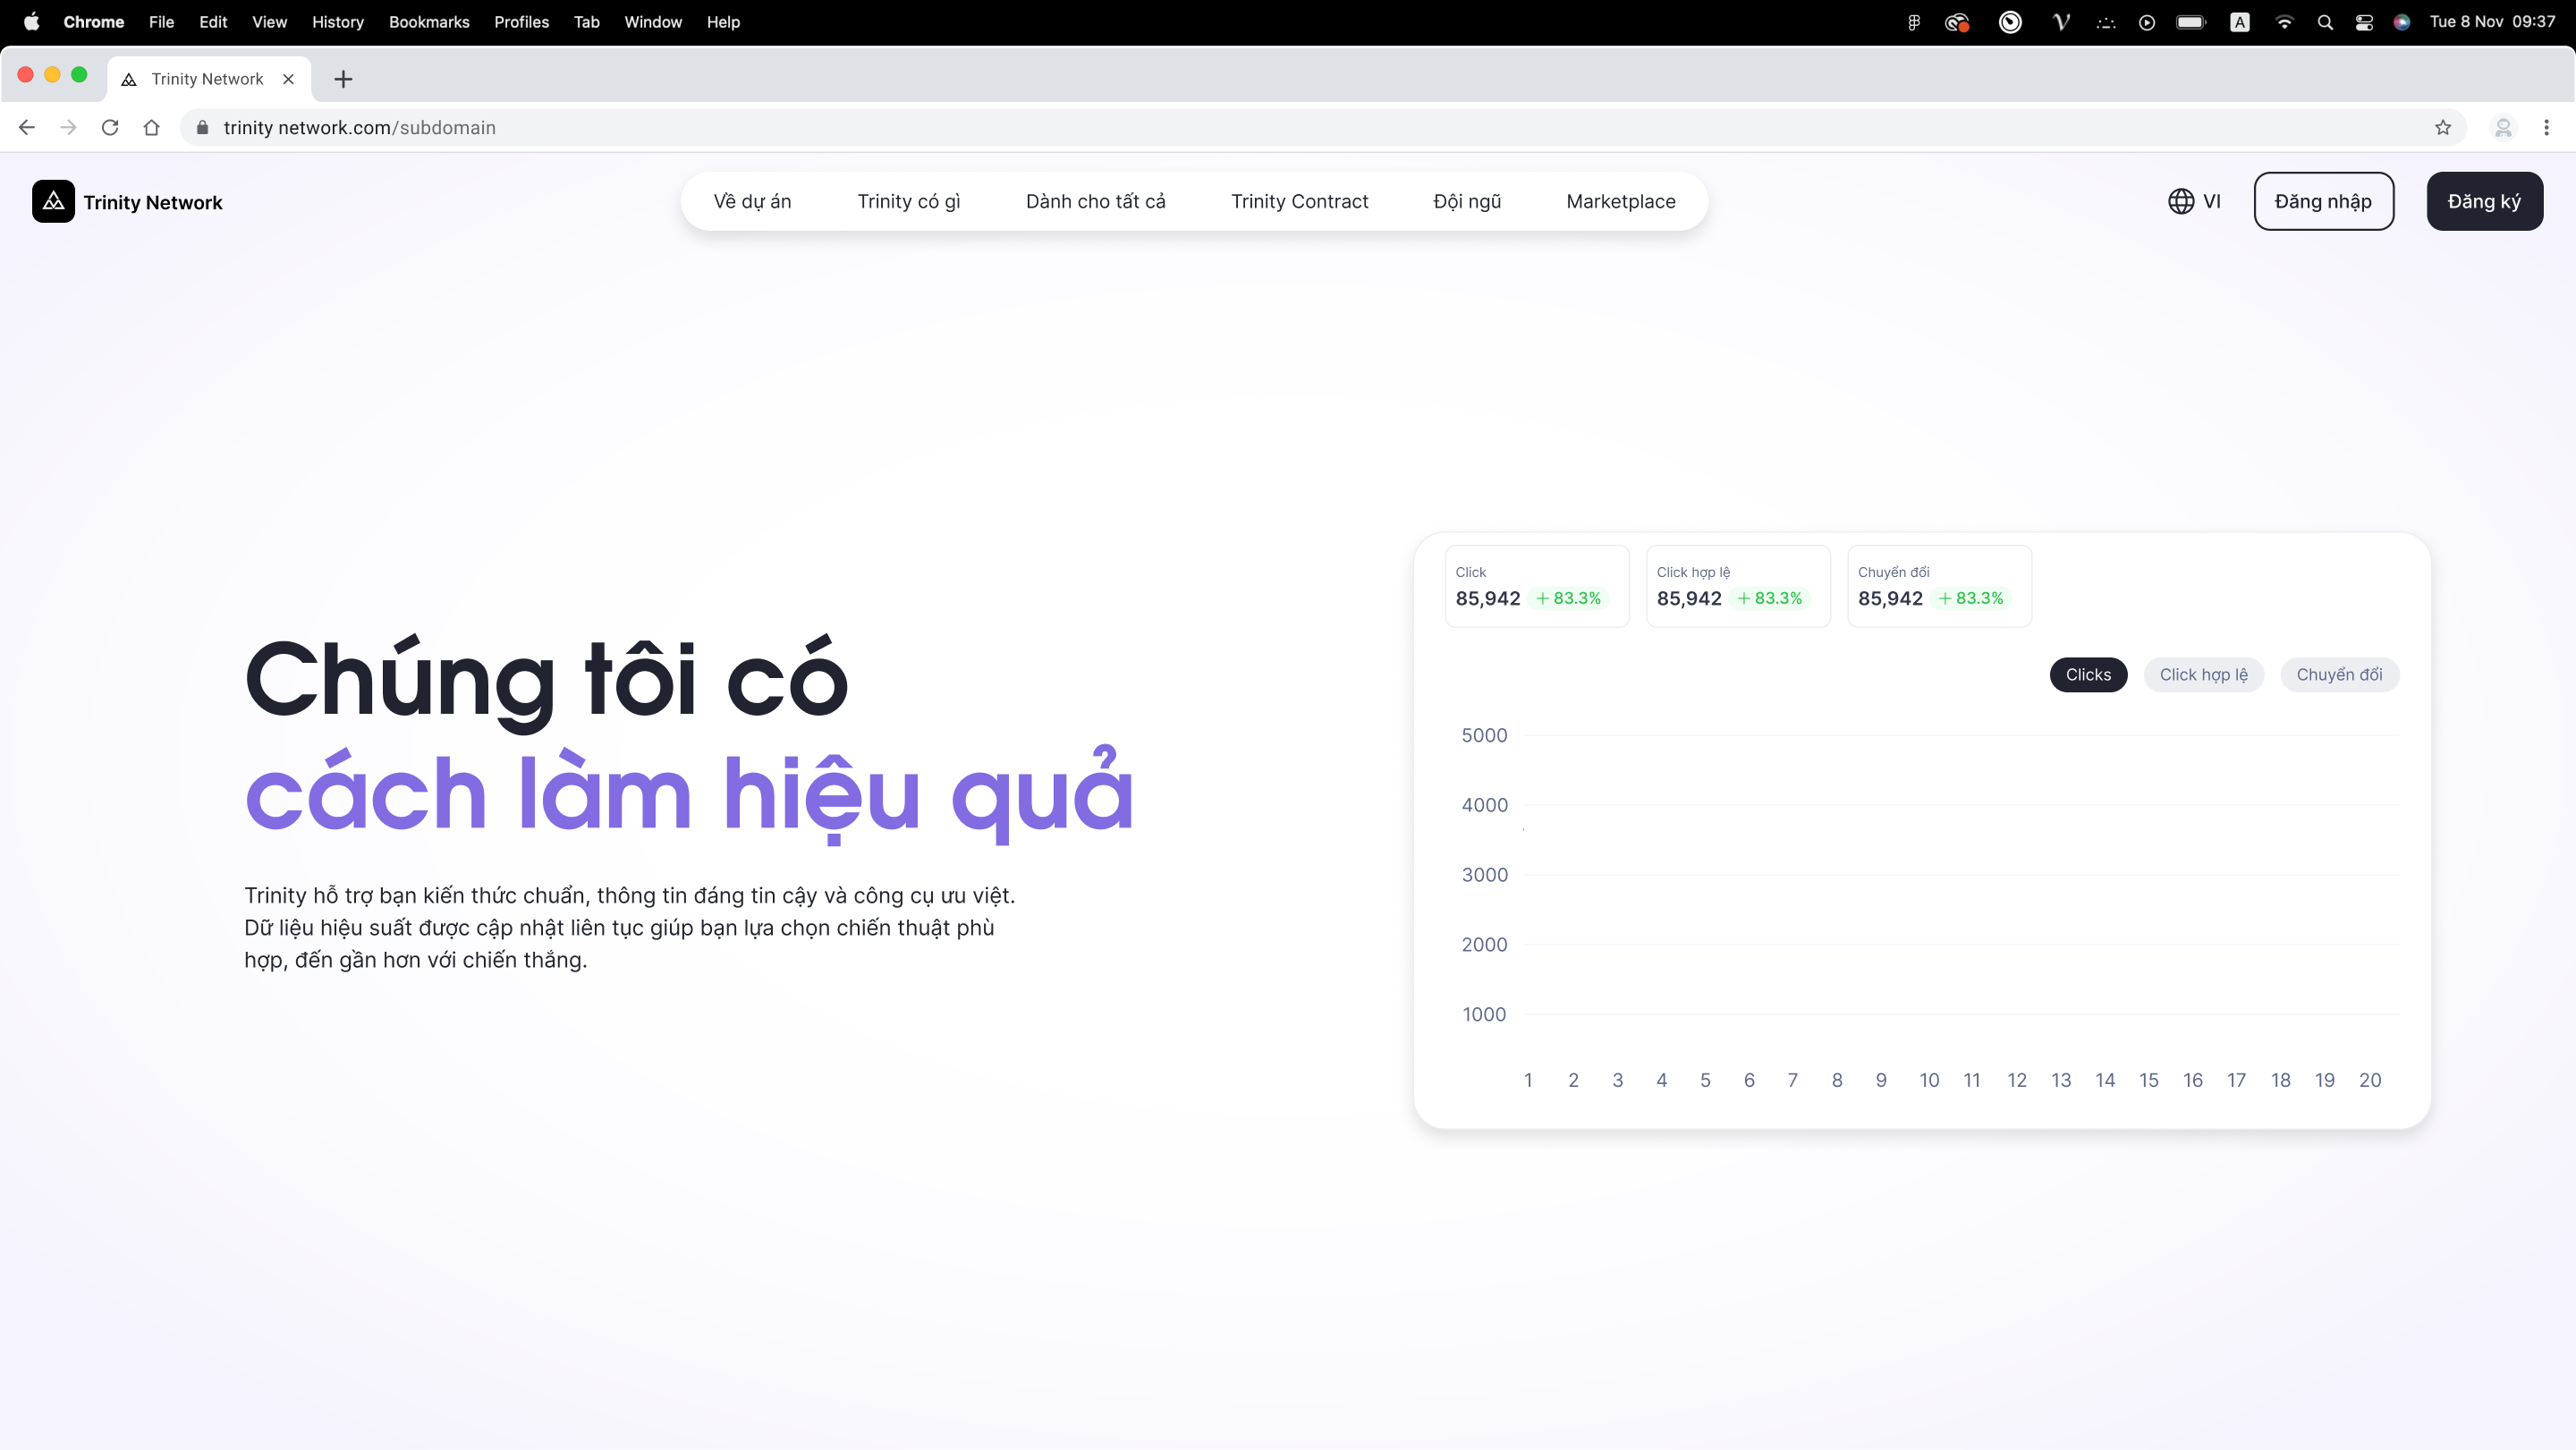 Chrome File Edit View History Bookmarks Profiles Tab Window Help
A
Tue 8 Nov 09:37
Trinity Network
trinity network.com/subdomain
Trinity Network
Về dự án
Trinity có gì
Dành cho tất cả
Trinity Contract
Đội ngũ
Marketplace
VI
Đăng nhập
Đăng ký
Chúng tôi có
cách làm hiệu quả
Trinity hỗ trợ bạn kiến thức chuẩn, thông tin đáng tin cậy và công cụ ưu việt.
Dữ liệu hiệu suất được cập nhật liên tục giúp bạn lựa chọn chiến thuật phù
hợp, đến gần hơn với chiến thắng.
Click
85,942 + 83.3%
Click hợp lệ
85,942 + 83.3%
Chuyển đổi
85,942 + 83.3%
Clicks
Click hợp lệ
Chuyển đổi
5000
4000
3000
2000
1000
1 2 3 4 5 6 7 8 9 10 11 12 13 14 15 16 17 18 19 20